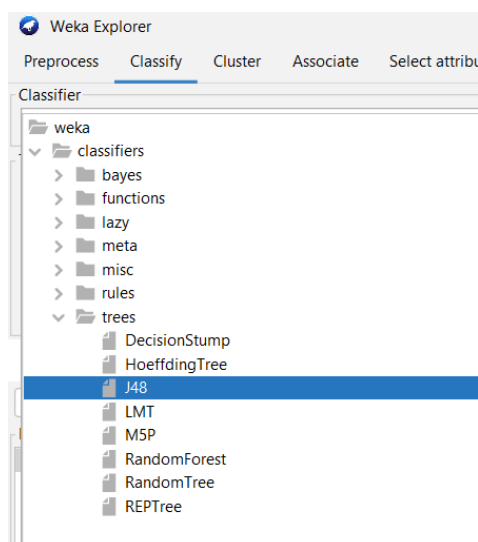 Weka Explorer
Preprocess Classify Cluster Associate Select attribu
Classifier
weka
classifiers
bayes
functions
lazy
meta
misc
rules
trees
DecisionStump
HoeffdingTree
J48
LMT
M5P
RandomForest
RandomTree
REPTree